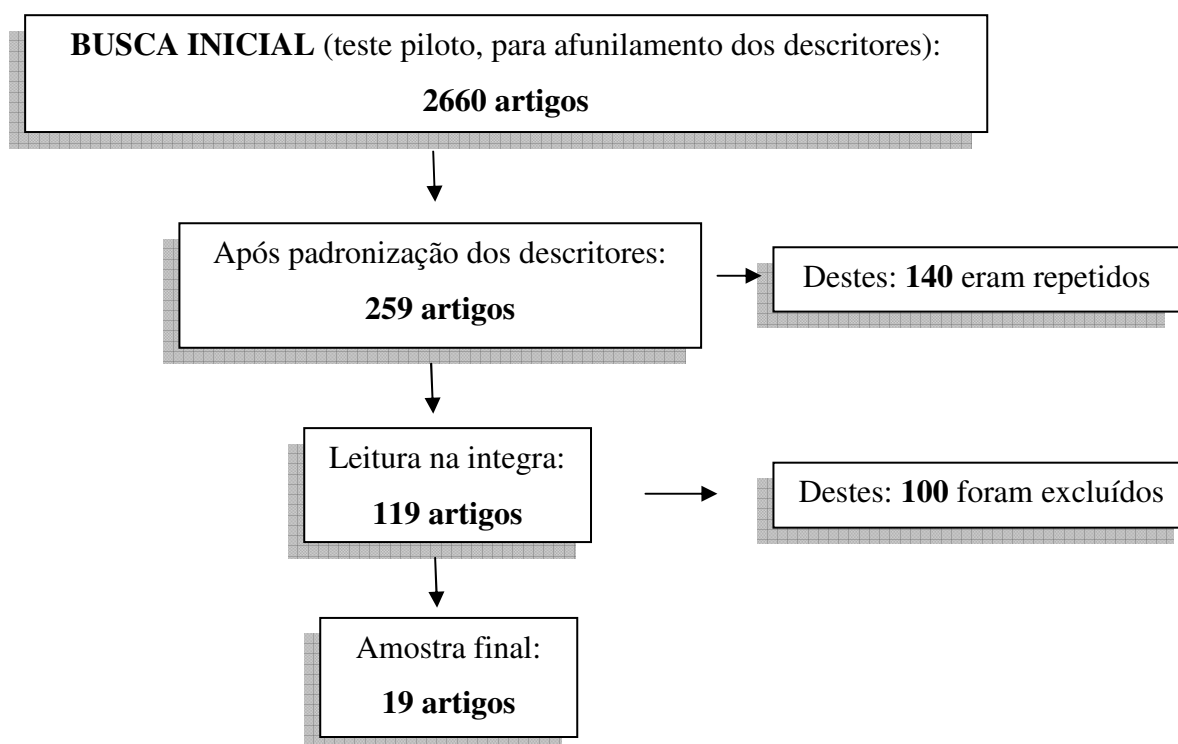 BUSCA INICIAL (teste piloto, para afunilamento dos descritores):
2660 artigos
Após padronização dos descritores:
259 artigos
Destes: 140 eram repetidos
Leitura na integra:
119 artigos
Destes: 100 foram excluídos
Amostra final:
19 artigos